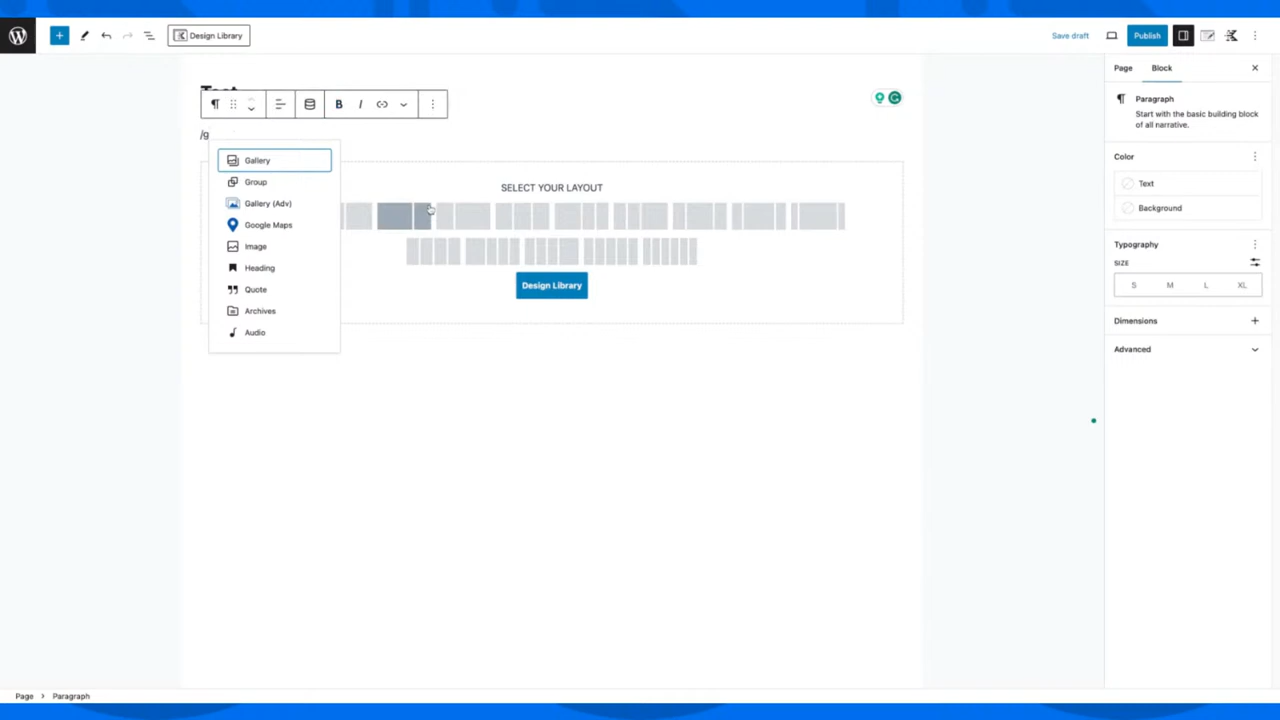 Design Library
Save draft
Publish
B I
/g
Gallery
Group
Gallery (Adv)
Google Maps
Image
Heading
Quote
Archives
Audio
SELECT YOUR LAYOUT
Design Library
Page Block
Paragraph
Start with the basic building block
of all narrative.
Color
Text
Background
Typography
SIZE
S M L XL
Dimensions
Advanced
Page > Paragraph